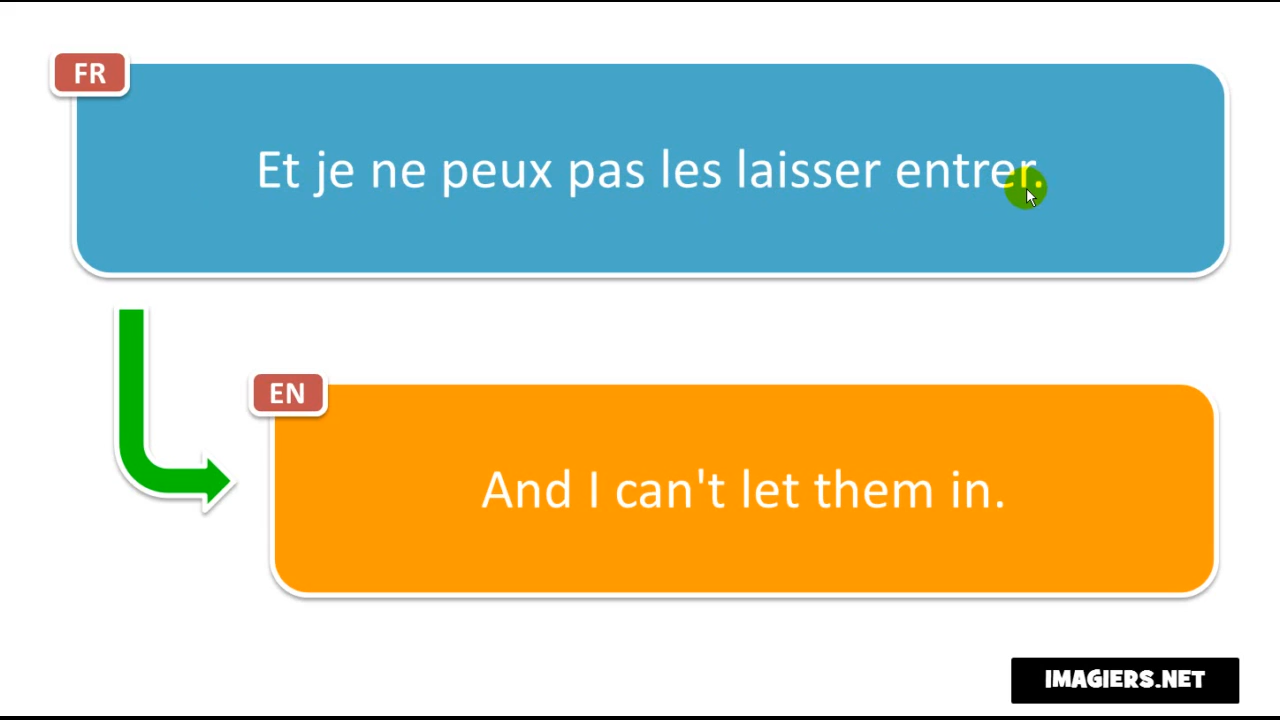 FR
Et je ne peux pas les laisser entrer.
EN
And I can't let them in.
IMAGIERS.NET